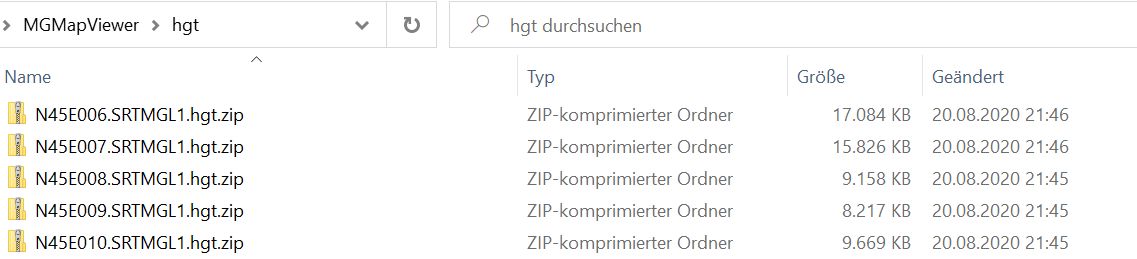 MGMapViewer > hgt
hgt durchsuchen
Name Typ Größe Geändert
N45E006.SRTMGL1.hgt.zip ZIP-komprimierter Ordner 17.084 KB 20.08.2020 21:46
N45E007.SRTMGL1.hgt.zip ZIP-komprimierter Ordner 15.826 KB 20.08.2020 21:46
N45E008.SRTMGL1.hgt.zip ZIP-komprimierter Ordner 9.158 KB 20.08.2020 21:45
N45E009.SRTMGL1.hgt.zip ZIP-komprimierter Ordner 8.217 KB 20.08.2020 21:45
N45E010.SRTMGL1.hgt.zip ZIP-komprimierter Ordner 9.669 KB 20.08.2020 21:45